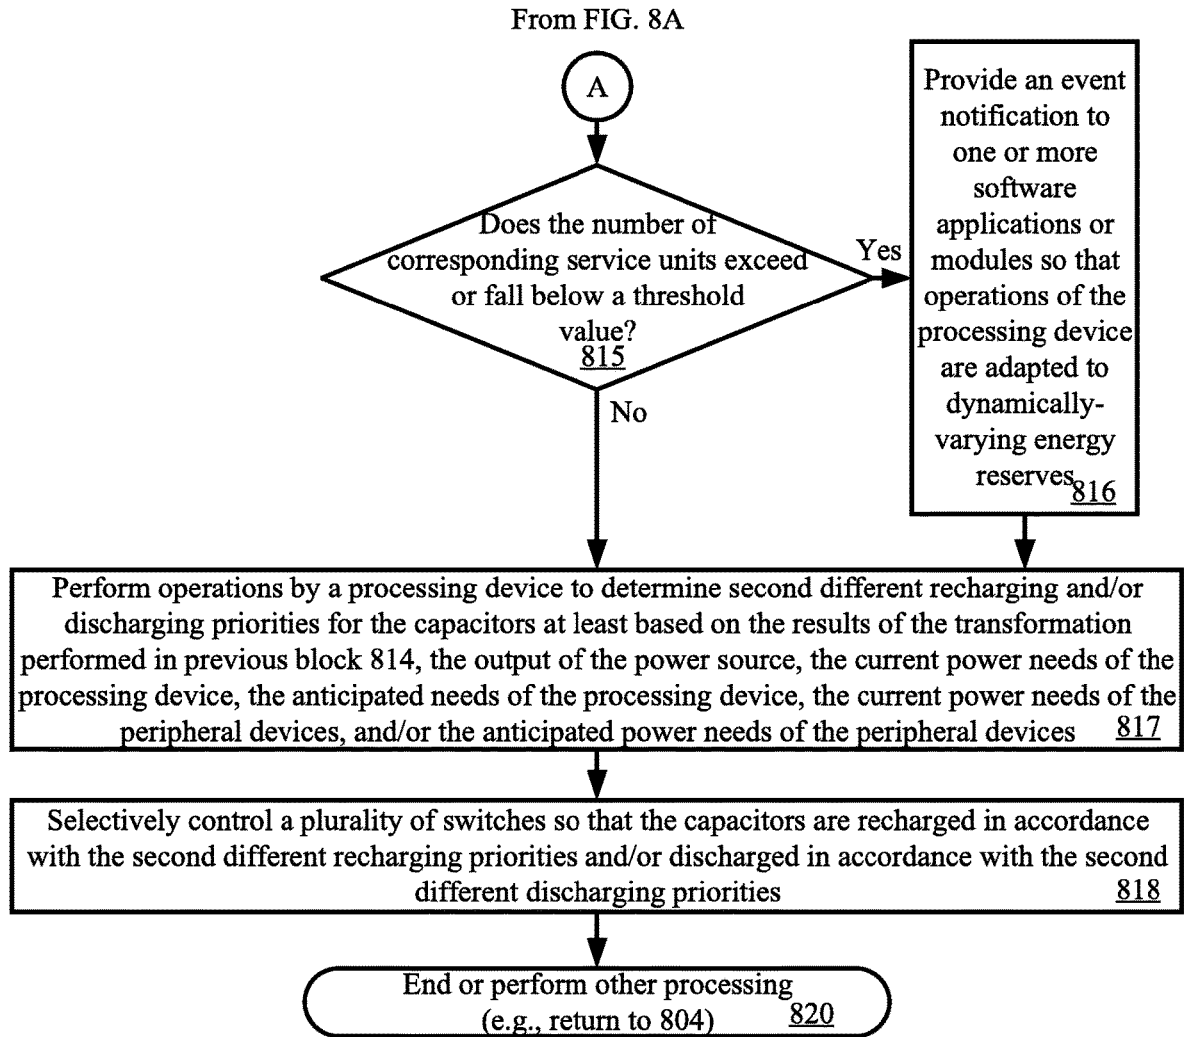 From FIG. 8A
A
Does the number of
corresponding service units exceed
or fall below a threshold
value?
815
Yes
No
Provide an event
notification to
one or more
software
applications or
modules so that
operations of the
processing device
are adapted to
dynamically-
varying energy
reserves
816
Perform operations by a processing device to determine second different recharging and/or
discharging priorities for the capacitors at least based on the results of the transformation
performed in previous block 814, the output of the power source, the current power needs of the
processing device, the anticipated needs of the processing device, the current power needs of the
peripheral devices, and/or the anticipated power needs of the peripheral devices 817
Selectively control a plurality of switches so that the capacitors are recharged in accordance
with the second different recharging priorities and/or discharged in accordance with the second
different discharging priorities 818
End or perform other processing
(e.g., return to 804) 820